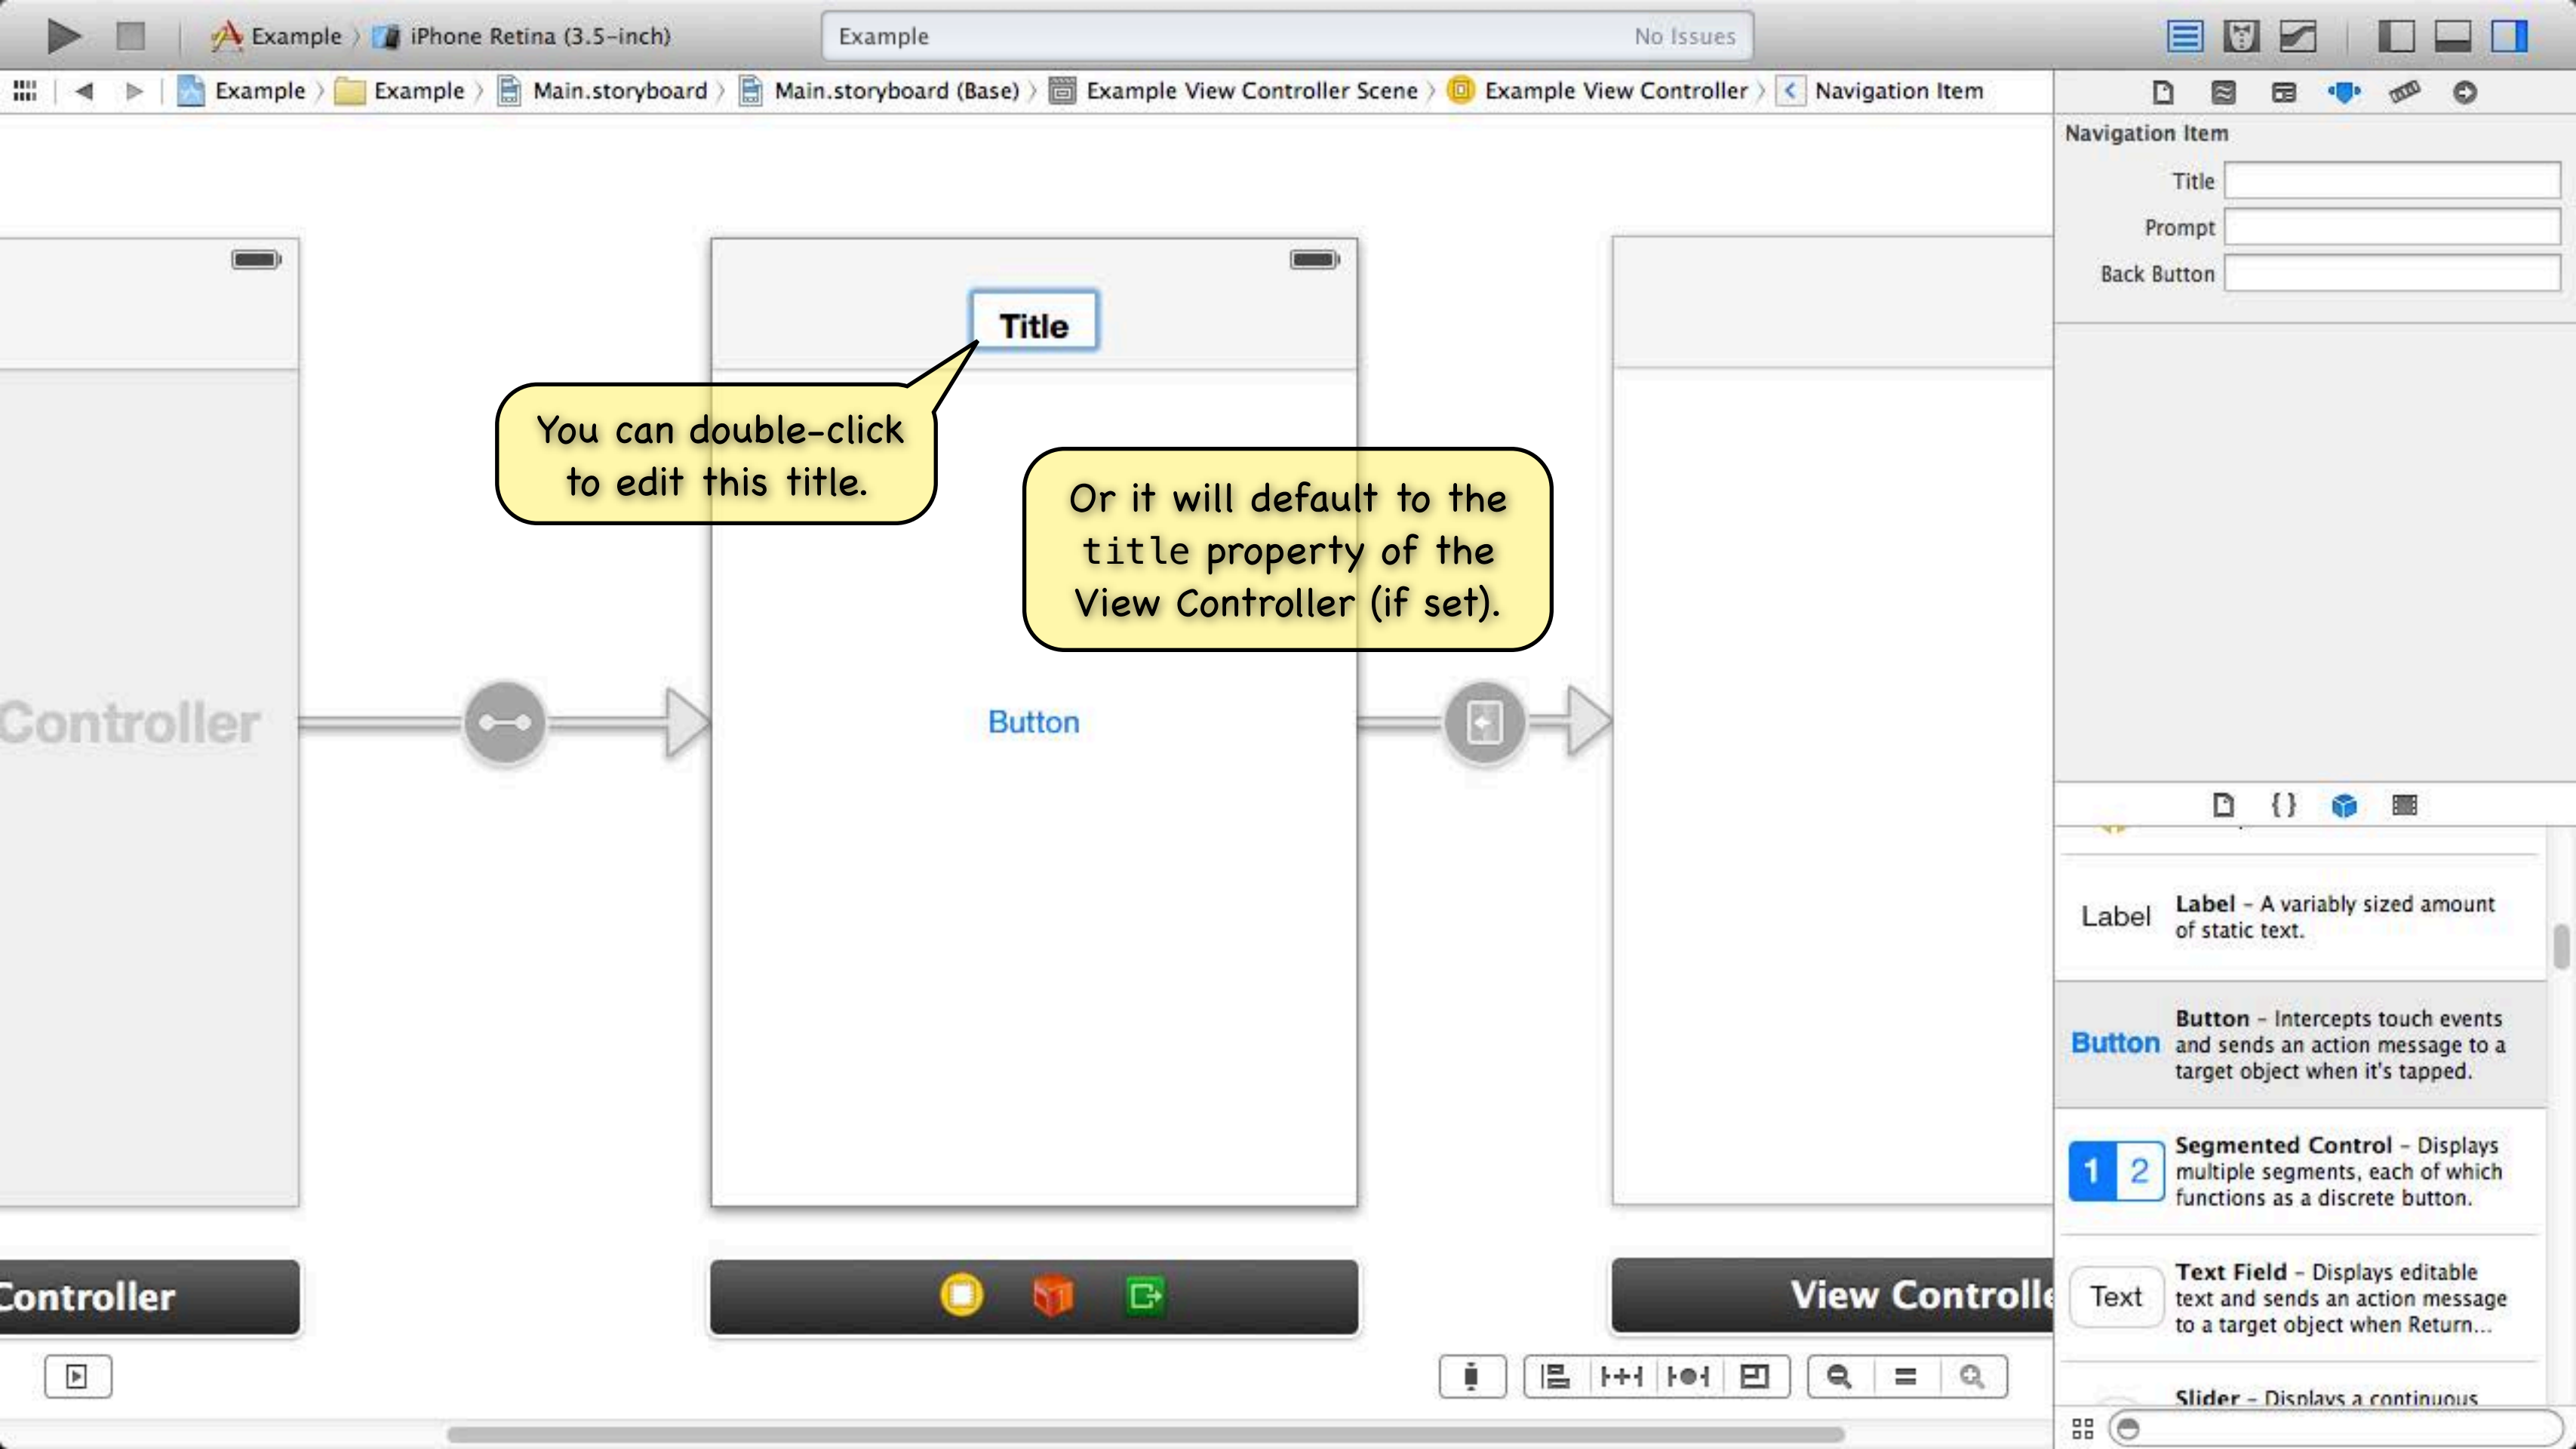 Example
iPhone Retina (3.5-inch)
Example
No Issues
Example
Example
Main.storyboard
Main.storyboard (Base)
Example View Controller Scene
Example View Controller
Navigation Item
Navigation Item
Title
Prompt
Back Button
Title
You can double-click
to edit this title.
Or it will default to the
title property of the
View Controller (if set).
Controller
Button
Label
Label - A variably sized amount
of static text.
Button
Button - Intercepts touch events
and sends an action message to a
target object when it's tapped.
1 2
Segmented Control - Displays
multiple segments, each of which
functions as a discrete button.
Text
Text Field - Displays editable
text and sends an action message
to a target object when Return...
Slider - Displays a continuous
Controller
View Controlle